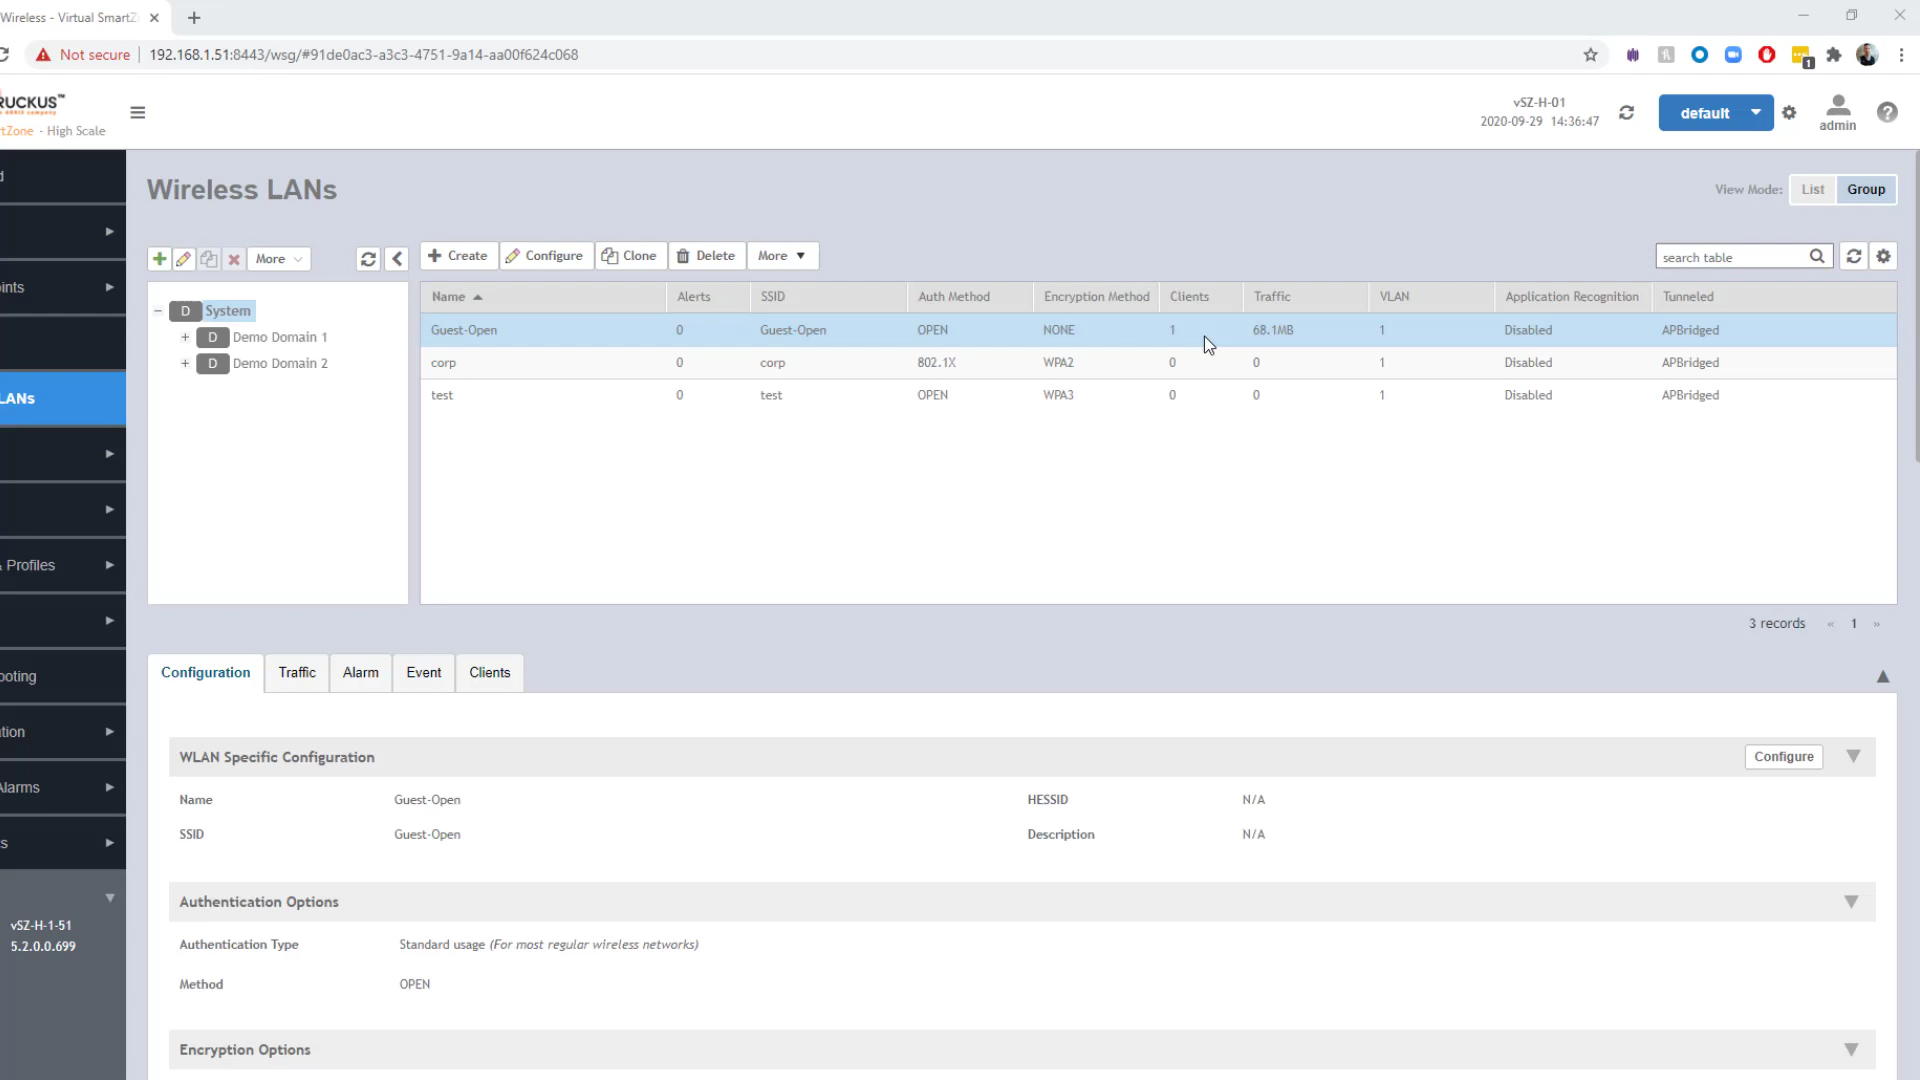 Wireless - Virtual SmartZ
Not secure
192.168.1.51:8443/wsg/#91de0ac3-a3c3-4751-9a14-aa00f624c068
1
RUCKUS™
rtZone - High Scale
vSZ-H-01
2020-09-29 14:36:47
default
admin
d
oints
LANs
& Profiles
ooting
ation
Alarms
s
vSZ-H-1-51
5.2.0.0.699
Wireless LANs
View Mode: List Group
More
Create Configure Clone Delete More
search table
D System
D Demo Domain 1
D Demo Domain 2
Name Alerts SSID Auth Method Encryption Method Clients Traffic VLAN Application Recognition Tunneled
Guest-Open 0 Guest-Open OPEN NONE 1 68.1MB 1 Disabled APBridged
corp 0 corp 802.1X WPA2 0 0 1 Disabled APBridged
test 0 test OPEN WPA3 0 0 1 Disabled APBridged
3 records « 1 »
Configuration Traffic Alarm Event Clients
WLAN Specific Configuration Configure
Name Guest-Open HESSID N/A
SSID Guest-Open Description N/A
Authentication Options
Authentication Type Standard usage (For most regular wireless networks)
Method OPEN
Encryption Options